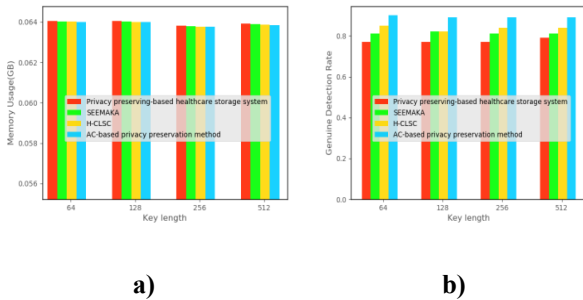 0.064
0.062
0.060
0.058
0.056
Memory Usage(GB)
Privacy preserving-based healthcare storage system
SEEMAKA
H-CLSC
AC-based privacy preservation method
64
128
256
512
Key length
a)
0.8
0.6
0.4
0.2
0.0
Genuine Detection Rate
Privacy preserving-based healthcare storage system
SEEMAKA
H-CLSC
AC-based privacy preservation method
64
128
256
512
Key length
b)